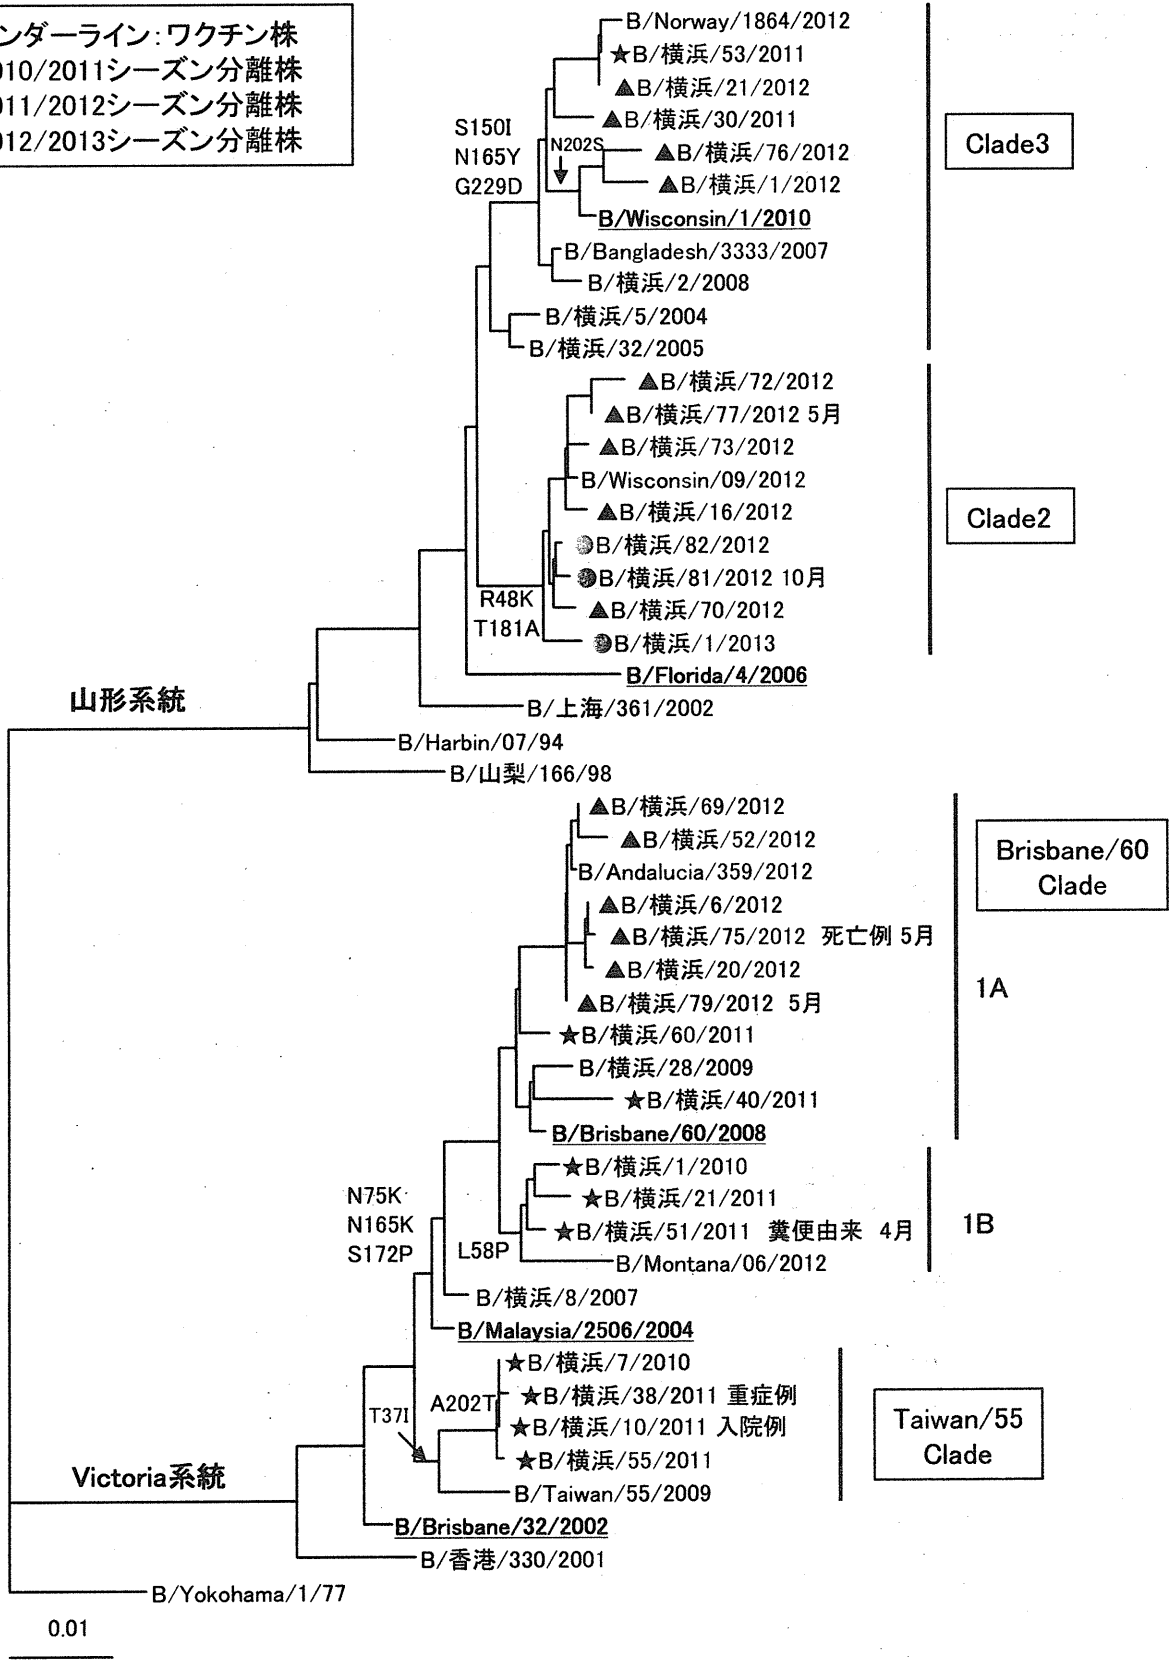 ンダーライン:ワクチン株
010/2011シーズン分離株
011/2012シーズン分離株
012/2013シーズン分離株
B/Norway/1864/2012
★B/横浜/53/2011
▲B/横浜/21/2012
▲B/横浜/30/2011
S150I
N165Y
G229D
N202S
▲B/横浜/76/2012
▲B/横浜/1/2012
B/Wisconsin/1/2010
B/Bangladesh/3333/2007
B/横浜/2/2008
B/横浜/5/2004
B/横浜/32/2005
Clade3
▲B/横浜/72/2012
▲B/横浜/77/2012 5月
▲B/横浜/73/2012
B/Wisconsin/09/2012
▲B/横浜/16/2012
●B/横浜/82/2012
●B/横浜/81/2012 10月
▲B/横浜/70/2012
●B/横浜/1/2013
Clade2
R48K
T181A
B/Florida/4/2006
山形系統
B/上海/361/2002
B/Harbin/07/94
B/山梨/166/98
▲B/横浜/69/2012
▲B/横浜/52/2012
B/Andalucia/359/2012
▲B/横浜/6/2012
▲B/横浜/75/2012 死亡例 5月
▲B/横浜/20/2012
▲B/横浜/79/2012 5月
★B/横浜/60/2011
B/横浜/28/2009
★B/横浜/40/2011
B/Brisbane/60/2008
Brisbane/60
Clade
1A
★B/横浜/1/2010
★B/横浜/21/2011
★B/横浜/51/2011 糞便由来 4月
B/Montana/06/2012
1B
N75K
N165K
S172P
L58P
B/横浜/8/2007
B/Malaysia/2506/2004
★B/横浜/7/2010
★B/横浜/38/2011 重症例
★B/横浜/10/2011 入院例
★B/横浜/55/2011
B/Taiwan/55/2009
A202T
T37I
Taiwan/55
Clade
Victoria系統
B/Brisbane/32/2002
B/香港/330/2001
B/Yokohama/1/77
0.01